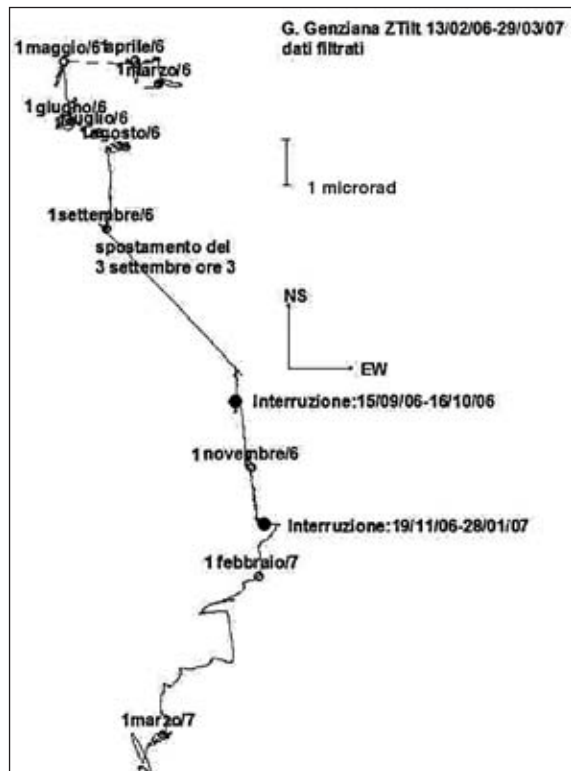 G. Genziana ZTilt 13/02/06-29/03/07
dati filtrati
1 maggio/6
1 aprile/6
1 marzo/6
1 giugno/6
1 luglio/6
1 agosto/6
1 microrad
1 settembre/6
spostamento del
3 settembre ore 3
NS
EW
Interruzione:15/09/06-16/10/06
1 novembre/6
Interruzione:19/11/06-28/01/07
1 febbraio/7
1marzo/7